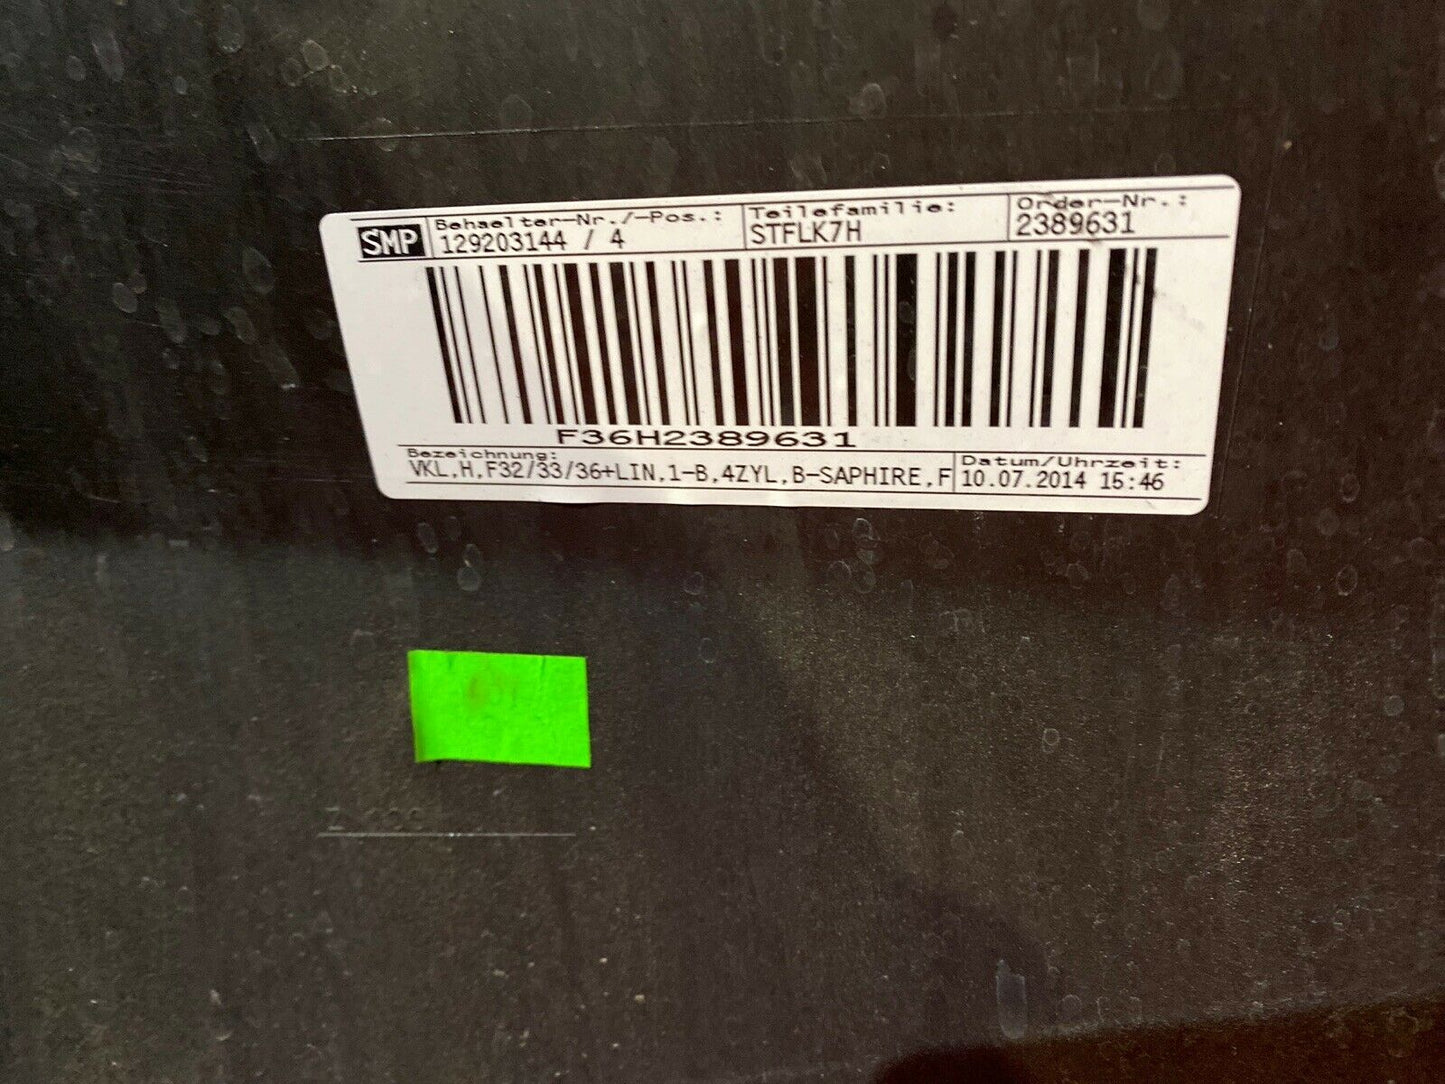 SMP
Behaelter-Nr./-Pos.:
129203144 / 4
Teilefamilie:
STFLK7H
Order-Nr.:
2389631
F36H2389631
Bezeichnung:
VKL,H,F32/33/36+LIN,1-B,4ZYL,B-SAPHIRE,F
Datum/Uhrzeit:
10.07.2014 15:46